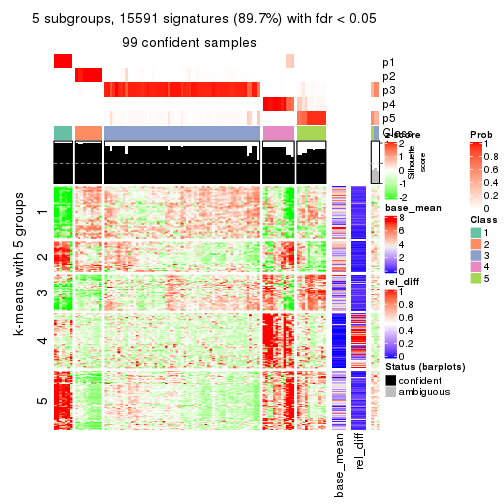 5 subgroups, 15591 signatures (89.7%) with fdr < 0.05
99 confident samples
p1
p2
p3
p4
p5
Class
z-score
2
1
0
-1
-2
Silhouette
score
Prob
1
0.8
0.6
0.4
0.2
0
base_mean
8
6
4
2
0
Class
1
2
3
4
5
rel_diff
1
0.8
0.6
0.4
0.2
0
Status (barplots)
confident
ambiguous
k-means with 5 groups
1
2
3
4
5
base_mean
rel_diff